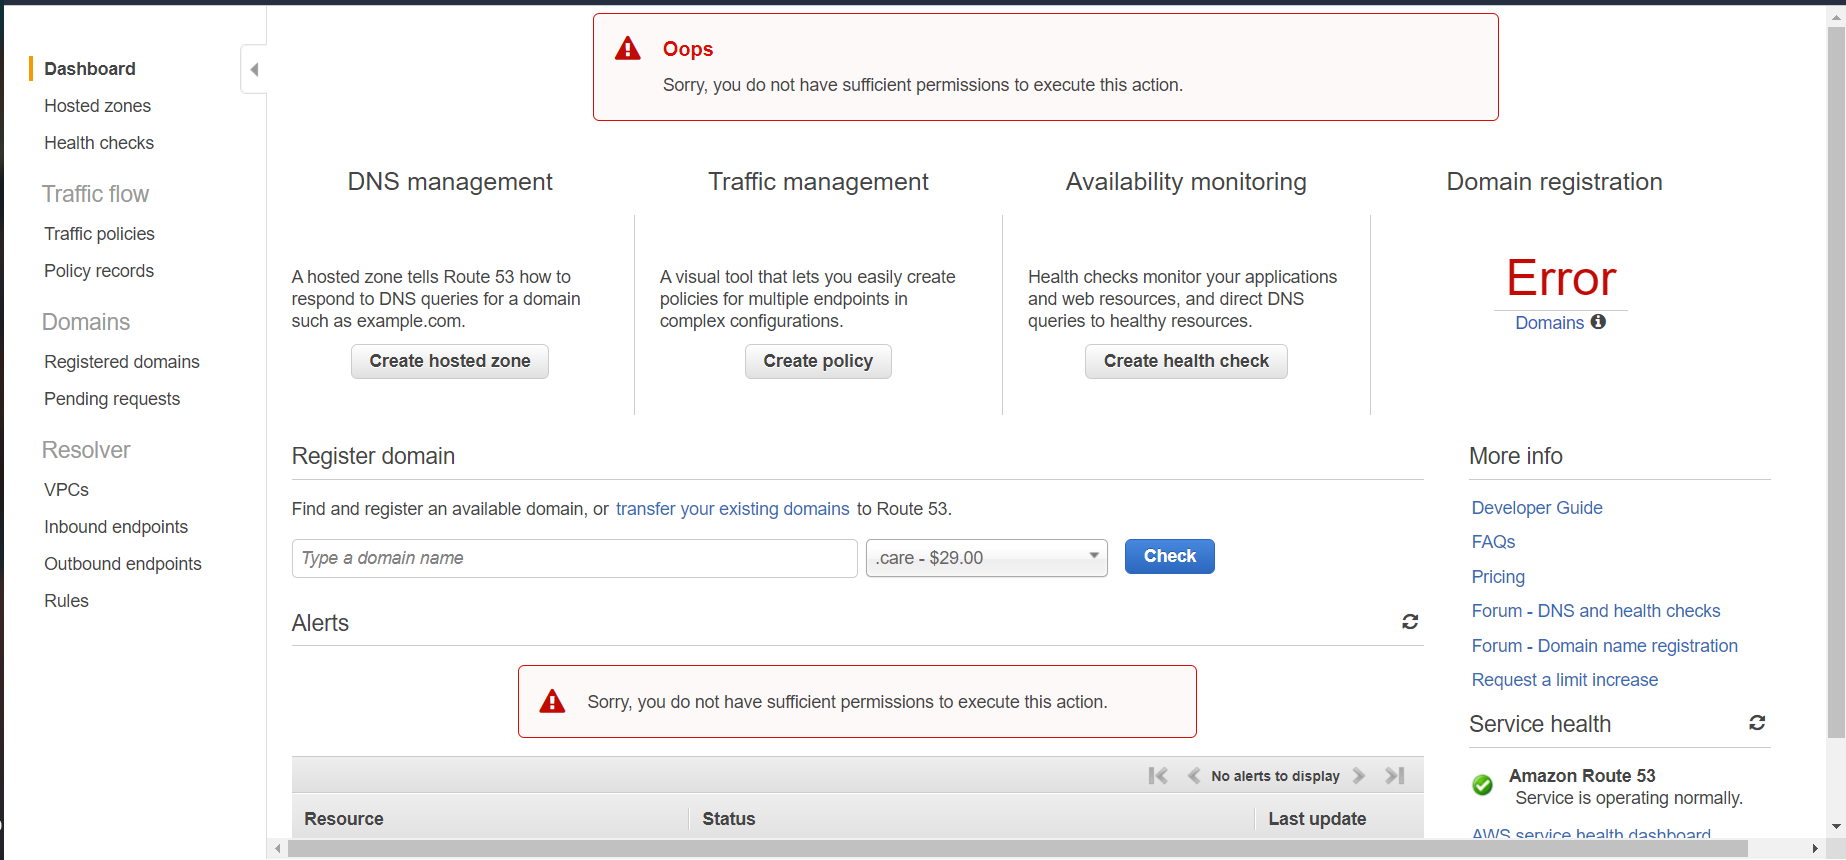 Dashboard
Hosted zones
Health checks
Traffic flow
Traffic policies
Policy records
Domains
Registered domains
Pending requests
Resolver
VPCs
Inbound endpoints
Outbound endpoints
Rules
Oops
Sorry, you do not have sufficient permissions to execute this action.
DNS management
A hosted zone tells Route 53 how to
respond to DNS queries for a domain
such as example.com.
Create hosted zone
Traffic management
A visual tool that lets you easily create
policies for multiple endpoints in
complex configurations.
Create policy
Availability monitoring
Health checks monitor your applications
and web resources, and direct DNS
queries to healthy resources.
Create health check
Domain registration
Error
Domains
Register domain
Find and register an available domain, or transfer your existing domains to Route 53.
Type a domain name
.care - $29.00
Check
Alerts
Sorry, you do not have sufficient permissions to execute this action.
No alerts to display
Resource Status Last update
More info
Developer Guide
FAQs
Pricing
Forum - DNS and health checks
Forum - Domain name registration
Request a limit increase
Service health
Amazon Route 53
Service is operating normally.
AWS service health dashboard